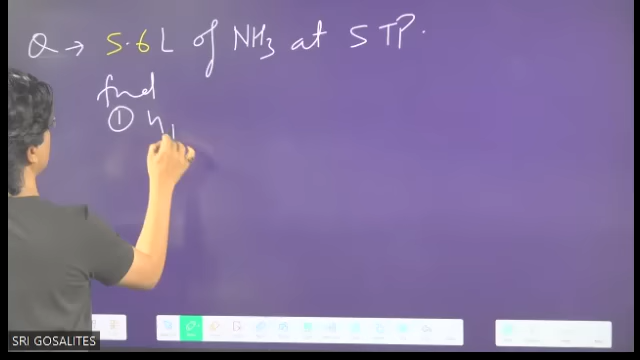 Q → 5.6 L of NH3 at STP.
find
① n
SRI GOSALITES